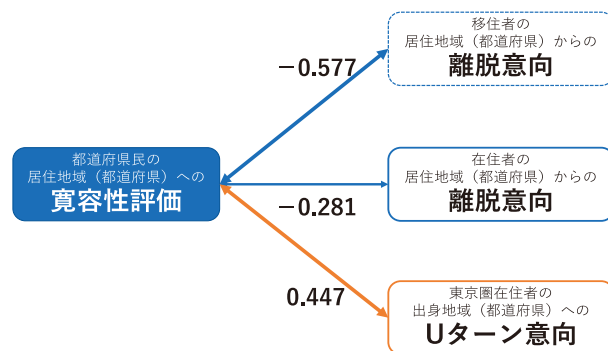 移住者の
居住地域（都道府県）からの
離脱意向
−0.577
都道府県民の
居住地域（都道府県）への
寛容性評価
在住者の
居住地域（都道府県）からの
離脱意向
−0.281
0.447
東京圏在住者の
出身地域（都道府県）への
Uターン意向